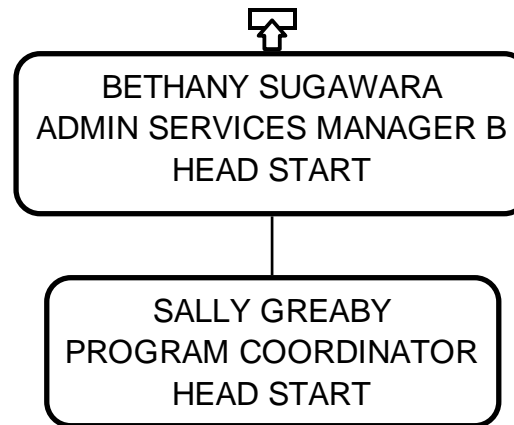 BETHANY SUGAWARA
ADMIN SERVICES MANAGER B
HEAD START
SALLY GREABY
PROGRAM COORDINATOR
HEAD START